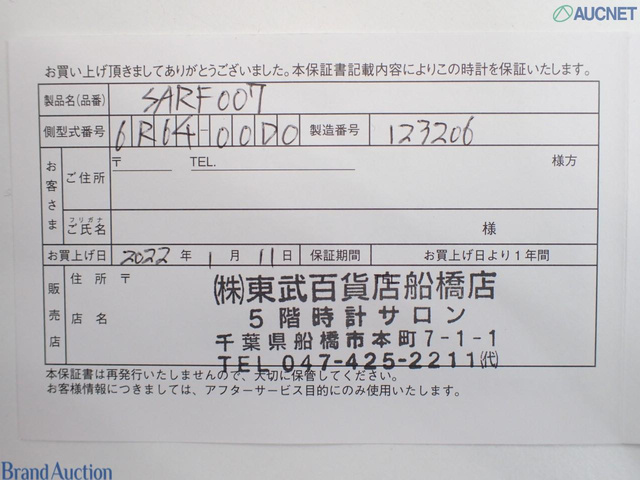 AUCNET
お買い上げ頂きましてありがとうございました。本保証書記載内容によりこの時計を保証いたします。
製品名(品番) SARF007
側型式番号 6R64-00D0 製造番号 123206
お客さま
〒 TEL. 様方
ご住所
フリガナ
ご氏名 様
お買上げ日 2022 年 1 月 11 日 保証期間 お買上げ日より1年間
販売店
住所 〒 ㈱東武百貨店船橋店
店名 5階時計サロン
千葉県船橋市本町7-1-1
TEL 047-425-2211㈹
本保証書は再発行いたしませんので、大切に保管してください。
お客様情報につきましては、アフターサービス目的にのみ使用いたします。
Brand Auction